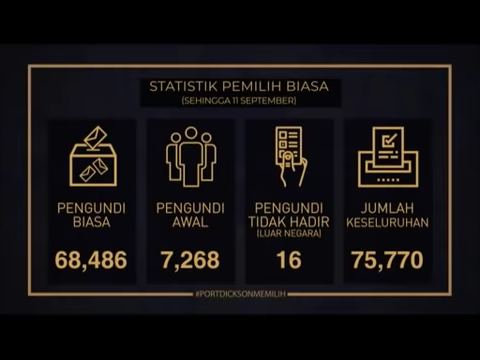 STATISTIK PEMILIH BIASA
(SEHINGGA 11 SEPTEMBER)
PENGUNDI
BIASA
68,486
PENGUNDI
AWAL
7,268
PENGUNDI
TIDAK HADIR
(LUAR NEGARA)
16
JUMLAH
KESELURUHAN
75,770
#PORTDICKSONMEMILIH